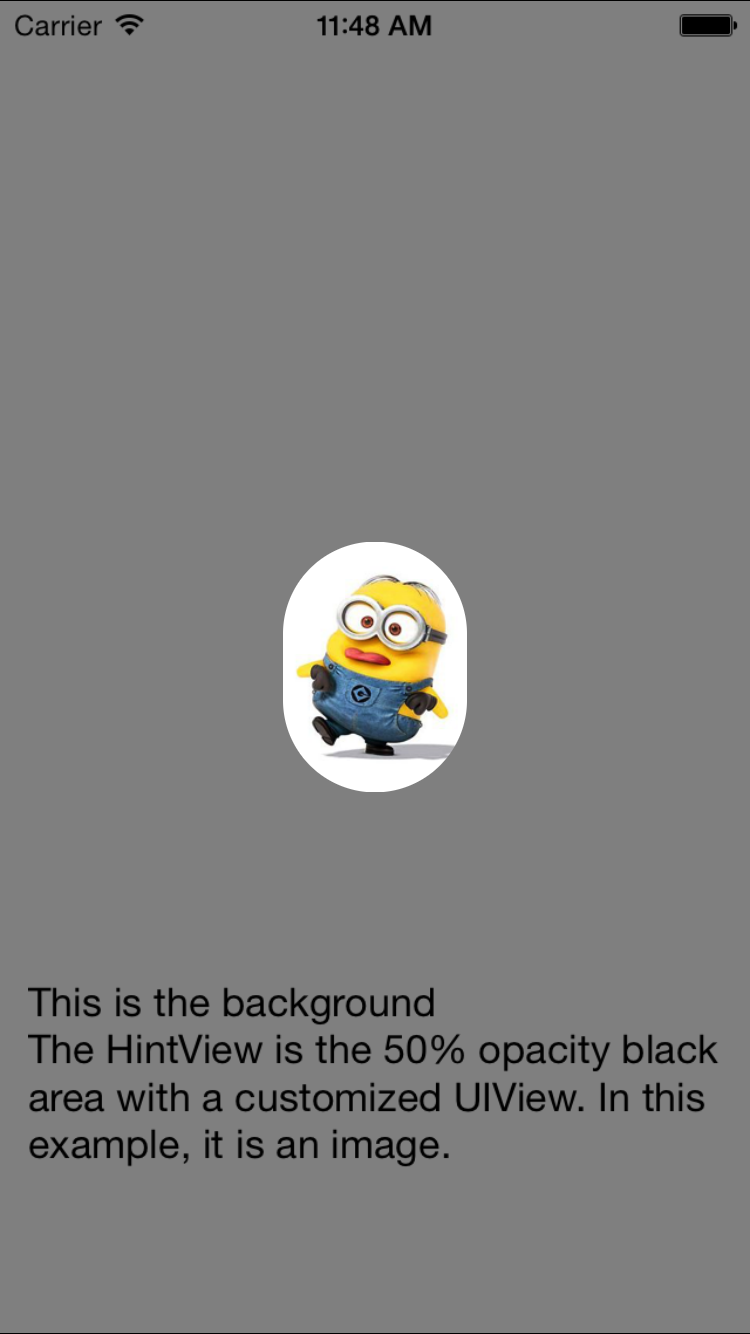 Carrier 11:48 AM
This is the background
The HintView is the 50% opacity black
area with a customized UIView. In this
example, it is an image.